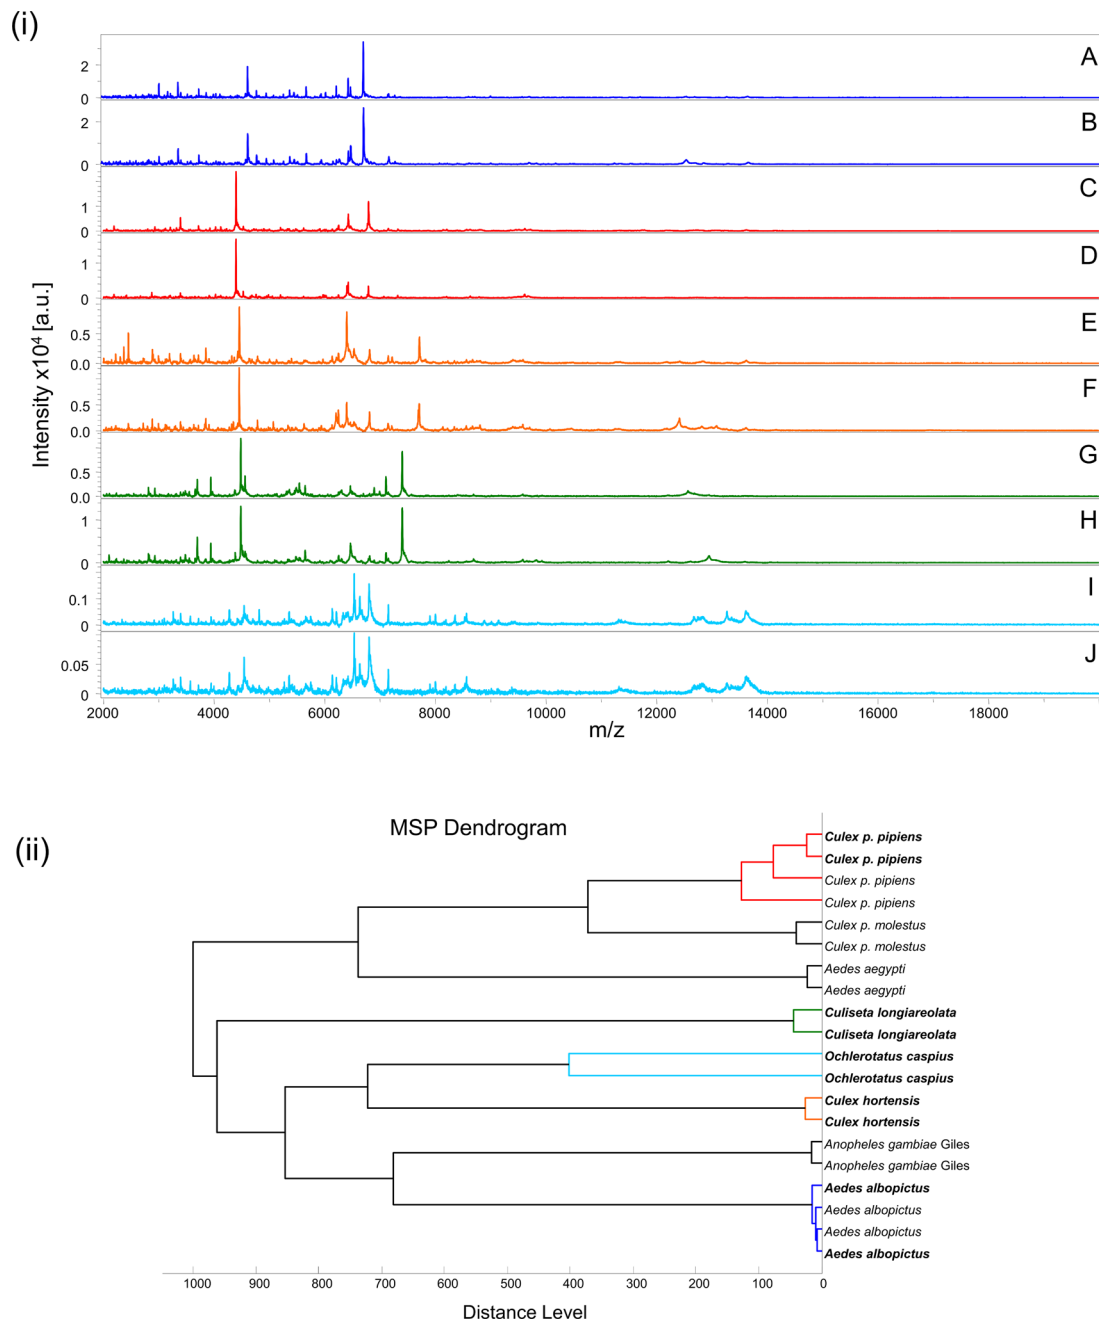 (i)
A
2
0
B
2
0
C
1
0
D
1
0
E
0.5
0.0
F
0.5
0.0
G
0.5
0.0
H
1
0
I
0.1
0
J
0.05
0
Intensity x10⁴ [a.u.]
2000 4000 6000 8000 10000 12000 14000 16000 18000
m/z
(ii)
MSP Dendrogram
Culex p. pipiens
Culex p. pipiens
Culex p. pipiens
Culex p. pipiens
Culex p. molestus
Culex p. molestus
Aedes aegypti
Aedes aegypti
Culiseta longiareolata
Culiseta longiareolata
Ochlerotatus caspius
Ochlerotatus caspius
Culex hortensis
Culex hortensis
Anopheles gambiae Giles
Anopheles gambiae Giles
Aedes albopictus
Aedes albopictus
Aedes albopictus
Aedes albopictus
1000 900 800 700 600 500 400 300 200 100 0
Distance Level